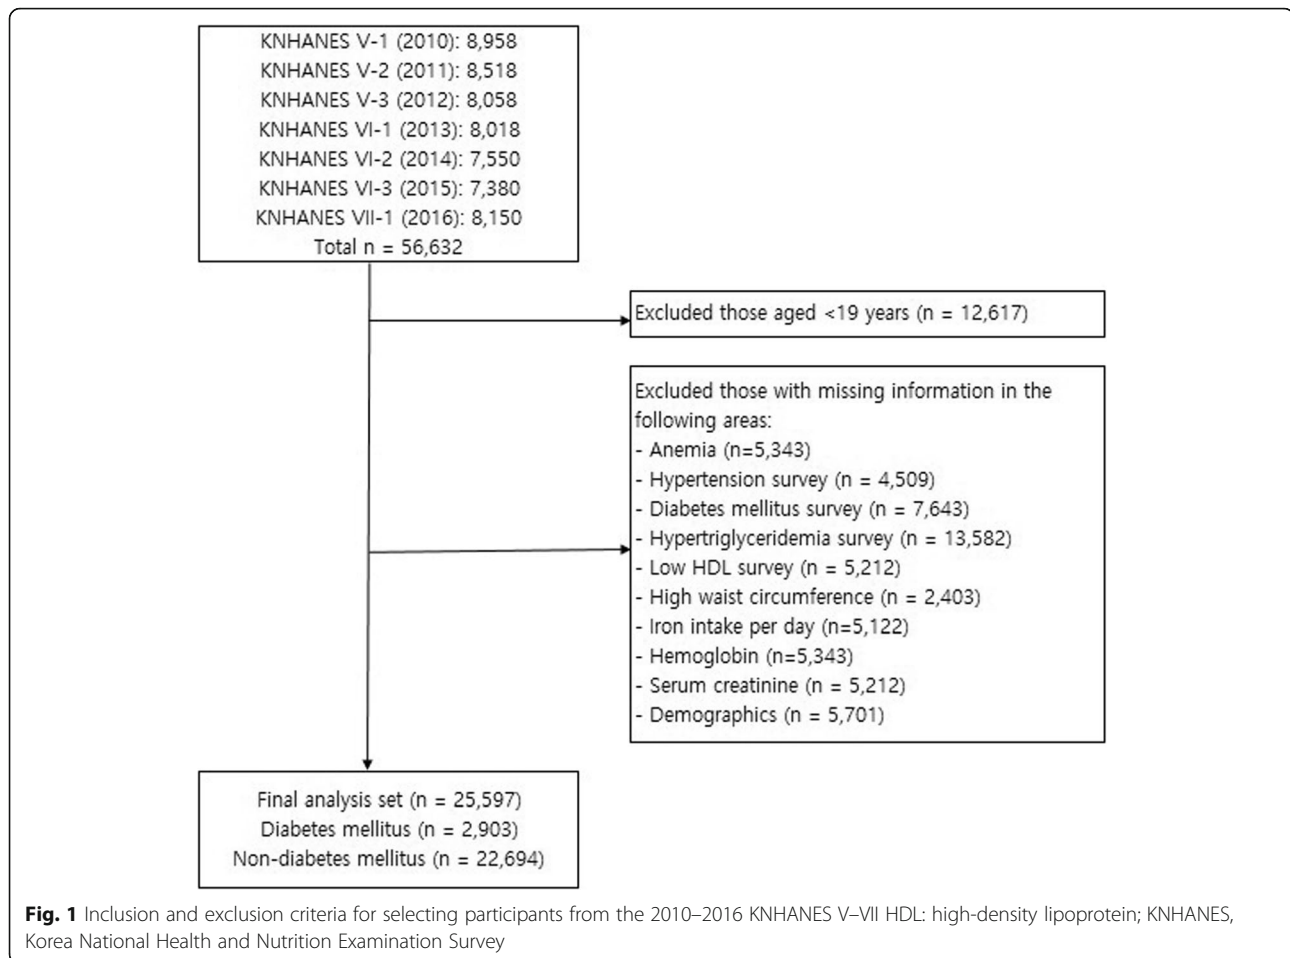 KNHANES V-1 (2010): 8,958
KNHANES V-2 (2011): 8,518
KNHANES V-3 (2012): 8,058
KNHANES VI-1 (2013): 8,018
KNHANES VI-2 (2014): 7,550
KNHANES VI-3 (2015): 7,380
KNHANES VII-1 (2016): 8,150
Total n = 56,632
Excluded those aged <19 years (n = 12,617)
Excluded those with missing information in the
following areas:
- Anemia (n=5,343)
- Hypertension survey (n = 4,509)
- Diabetes mellitus survey (n = 7,643)
- Hypertriglyceridemia survey (n = 13,582)
- Low HDL survey (n = 5,212)
- High waist circumference (n = 2,403)
- Iron intake per day (n=5,122)
- Hemoglobin (n=5,343)
- Serum creatinine (n = 5,212)
- Demographics (n = 5,701)
Final analysis set (n = 25,597)
Diabetes mellitus (n = 2,903)
Non-diabetes mellitus (n = 22,694)
Fig. 1 Inclusion and exclusion criteria for selecting participants from the 2010–2016 KNHANES V–VII HDL: high-density lipoprotein; KNHANES,
Korea National Health and Nutrition Examination Survey